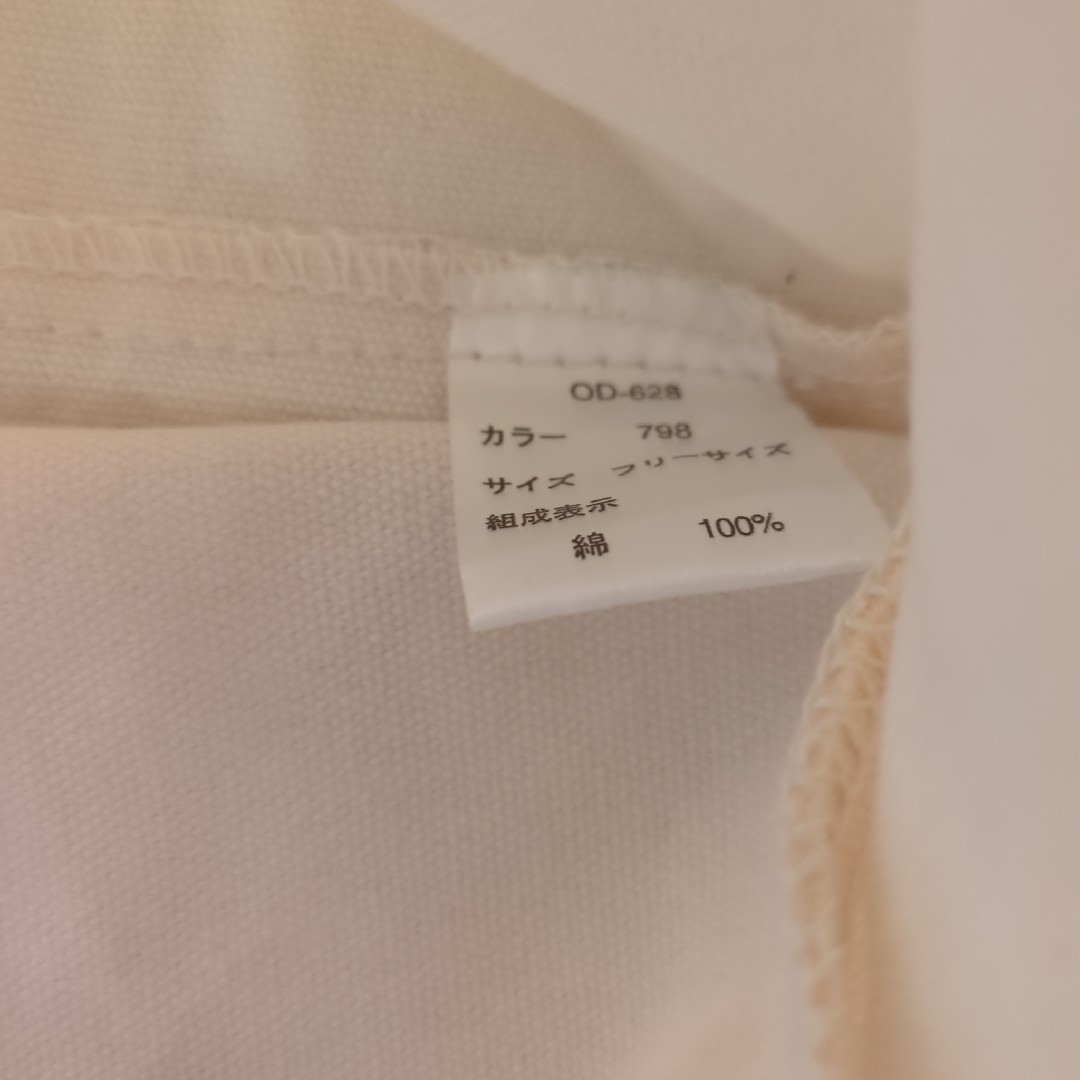 OD-628
カラー 798
サイズ フリーサイズ
組成表示
綿 100%